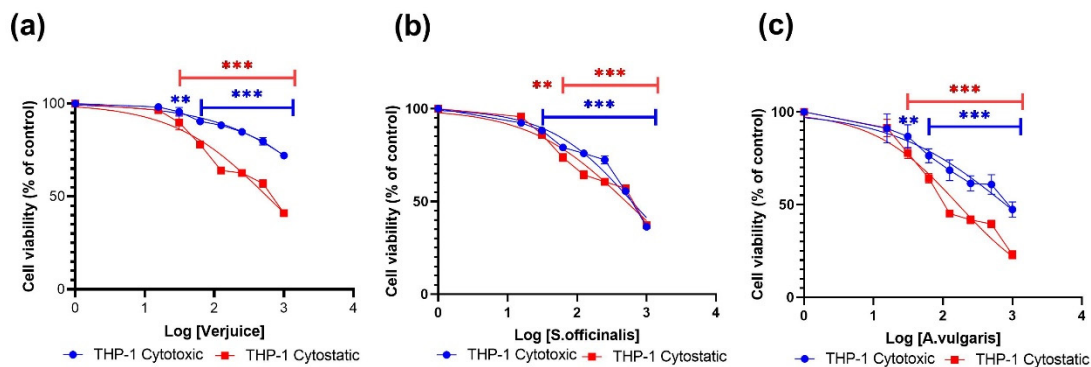 (a)
***
** ***
Cell viability (% of control)
100
50
0
0 1 2 3 4
Log [Verjuice]
THP-1 Cytotoxic THP-1 Cytostatic
(b)
** ***
***
Cell viability (% of control)
100
50
0
0 1 2 3 4
Log [S.officinalis]
THP-1 Cytotoxic THP-1 Cytostatic
(c)
***
** ***
Cell viability (% of control)
100
50
0
0 1 2 3 4
Log [A.vulgaris]
THP-1 Cytotoxic THP-1 Cytostatic